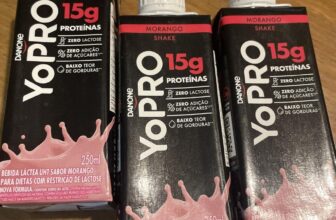 DANONE
YoPRO
15g
PROTEÍNAS
ZERO LACTOSE
ZERO ADIÇÃO
DE AÇÚCARES
BAIXO TEOR
DE GORDURAS
250ml
BEBIDA LÁCTEA UHT SABOR MORANGO
PARA DIETAS COM RESTRIÇÃO DE LACTOSE
NOVA FÓRMULA
MORANGO
SHAKE
DANONE
YoPRO
15g
PROTEÍNAS
ZERO LACTOSE
ZERO ADIÇÃO
DE AÇÚCARES
BAIXO TEOR
DE GORDURAS
MORANGO
SHAKE
DANONE
YoPRO
15g
PROTEÍNAS
ZERO LACTOSE
ZERO ADIÇÃO
DE AÇÚCARES
BAIXO TEOR
DE GORDURAS